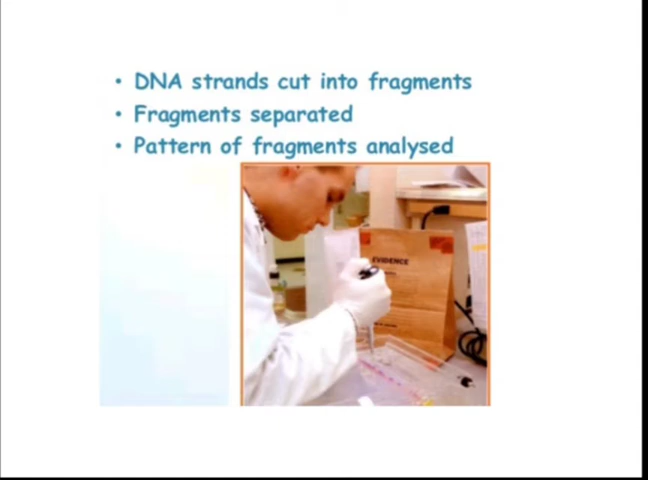 • DNA strands cut into fragments
• Fragments separated
• Pattern of fragments analysed
EVIDENCE